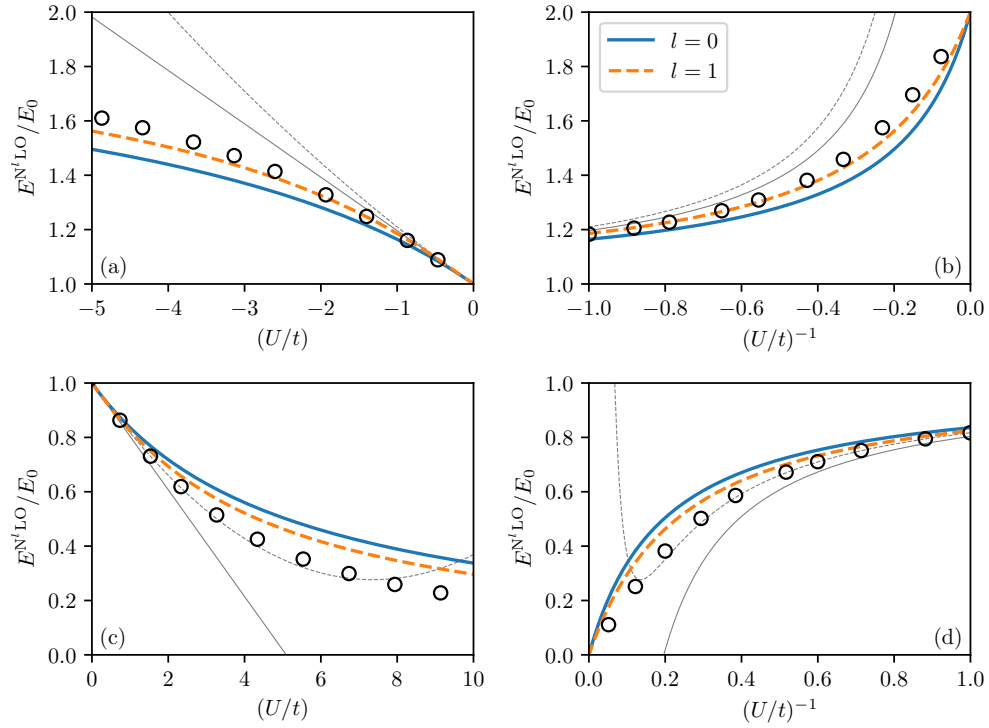 2.0
1.8
1.6
1.4
1.2
1.0
E^{N^l LO}/E_0
(a)
−5 −4 −3 −2 −1 0
(U/t)
2.0
1.8
1.6
1.4
1.2
1.0
E^{N^l LO}/E_0
l = 0
l = 1
(b)
−1.0 −0.8 −0.6 −0.4 −0.2 0.0
(U/t)^{−1}
1.0
0.8
0.6
0.4
0.2
0.0
E^{N^l LO}/E_0
(c)
0 2 4 6 8 10
(U/t)
1.0
0.8
0.6
0.4
0.2
0.0
E^{N^l LO}/E_0
(d)
0.0 0.2 0.4 0.6 0.8 1.0
(U/t)^{−1}